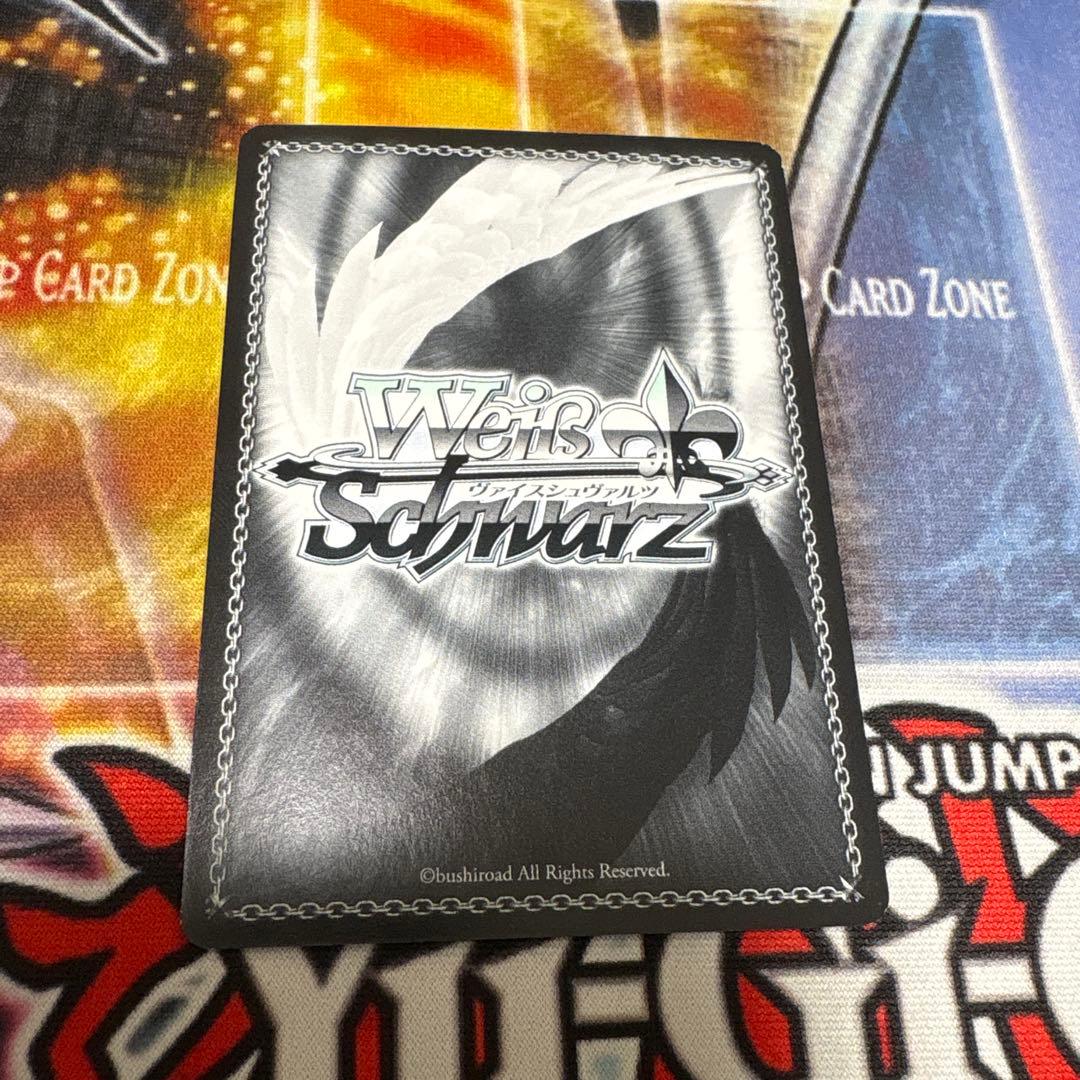 CARD ZONE
CARD ZONE
Weiß
ヴァイスシュヴァルツ
Schwarz
JUMP
©bushiroad All Rights Reserved.